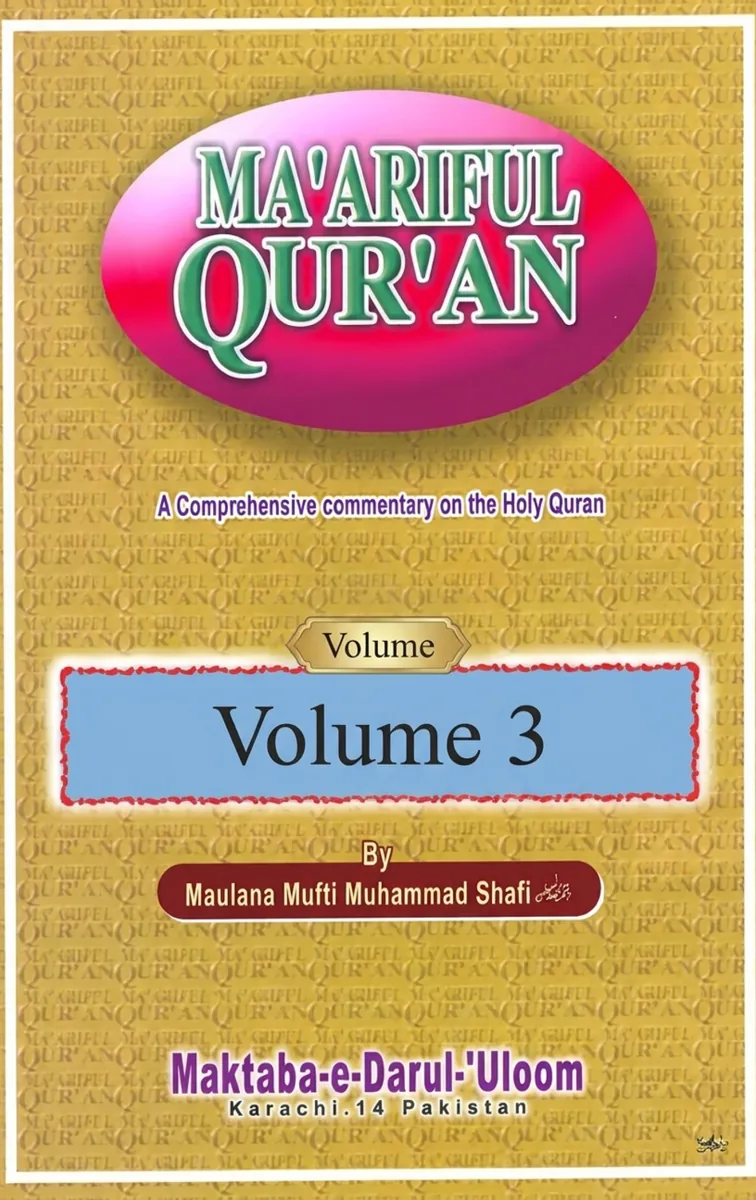 MA'ARIFUL
QUR'AN
A Comprehensive commentary on the Holy Quran
Volume
Volume 3
By
Maulana Mufti Muhammad Shafi
Maktaba-e-Darul-'Uloom
Karachi.14 Pakistan